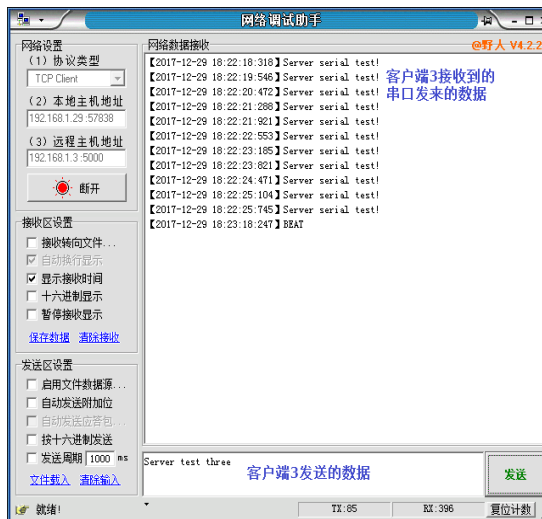 网络调试助手
网络设置
(1) 协议类型
TCP Client
(2) 本地主机地址
192.168.1.29 :57838
(3) 远程主机地址
192.168.1.3 :5000
断开
接收区设置
接收转向文件...
自动换行显示
显示接收时间
十六进制显示
暂停接收显示
保存数据 清除接收
发送区设置
启用文件数据源...
自动发送附加位
自动发送应答包...
按十六进制发送
发送周期 1000 ms
文件载入 清除输入
网络数据接收
@野人 V4.2.2
【2017-12-29 18:22:18:318】Server serial test!
【2017-12-29 18:22:19:546】Server serial test!
【2017-12-29 18:22:20:472】Server serial test!
【2017-12-29 18:22:21:288】Server serial test!
【2017-12-29 18:22:21:921】Server serial test!
【2017-12-29 18:22:22:553】Server serial test!
【2017-12-29 18:22:23:185】Server serial test!
【2017-12-29 18:22:23:821】Server serial test!
【2017-12-29 18:22:24:471】Server serial test!
【2017-12-29 18:22:25:104】Server serial test!
【2017-12-29 18:22:25:745】Server serial test!
【2017-12-29 18:23:18:247】BEAT
客户端3接收到的
串口发来的数据
Server test three
客户端3发送的数据
发送
就绪!
TX:85
RX:396
复位计数